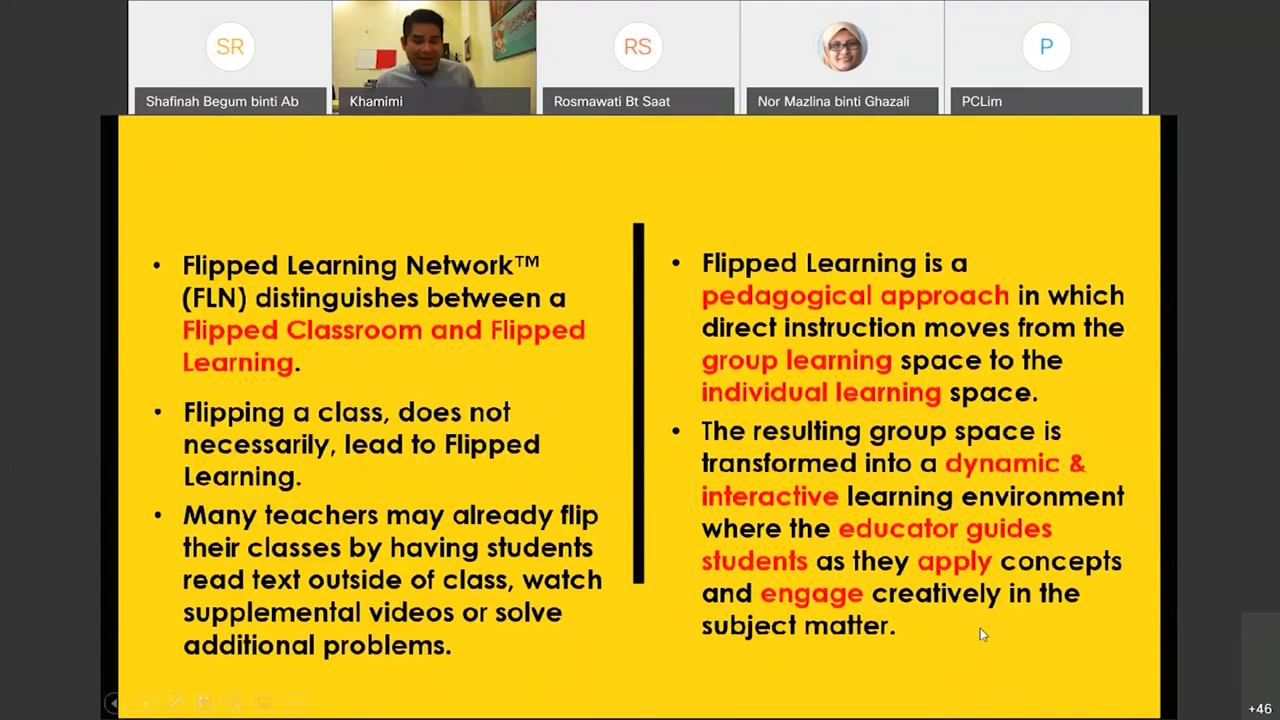 SR
RS
P
Shafinah Begum binti Ab
Khamimi
Rosmawati Bt Saat
Nor Mazlina binti Ghazali
PCLim
• Flipped Learning Network™
(FLN) distinguishes between a
Flipped Classroom and Flipped
Learning.
• Flipping a class, does not
necessarily, lead to Flipped
Learning.
• Many teachers may already flip
their classes by having students
read text outside of class, watch
supplemental videos or solve
additional problems.
• Flipped Learning is a
pedagogical approach in which
direct instruction moves from the
group learning space to the
individual learning space.
• The resulting group space is
transformed into a dynamic &
interactive learning environment
where the educator guides
students as they apply concepts
and engage creatively in the
subject matter.
+46